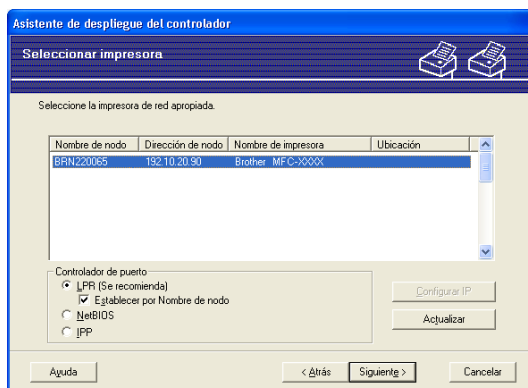 Asistente de despliegue del controlador
Seleccionar impresora
Seleccione la impresora de red apropiada.
Nombre de nodo Dirección de nodo Nombre de impresora Ubicación
BRN220065 192.10.20.90 Brother MFC-XXXX
Controlador de puerto
LPR (Se recomienda)
Establecer por Nombre de nodo
NetBIOS
IPP
Configurar IP
Actualizar
Ayuda < Atrás Siguiente > Cancelar